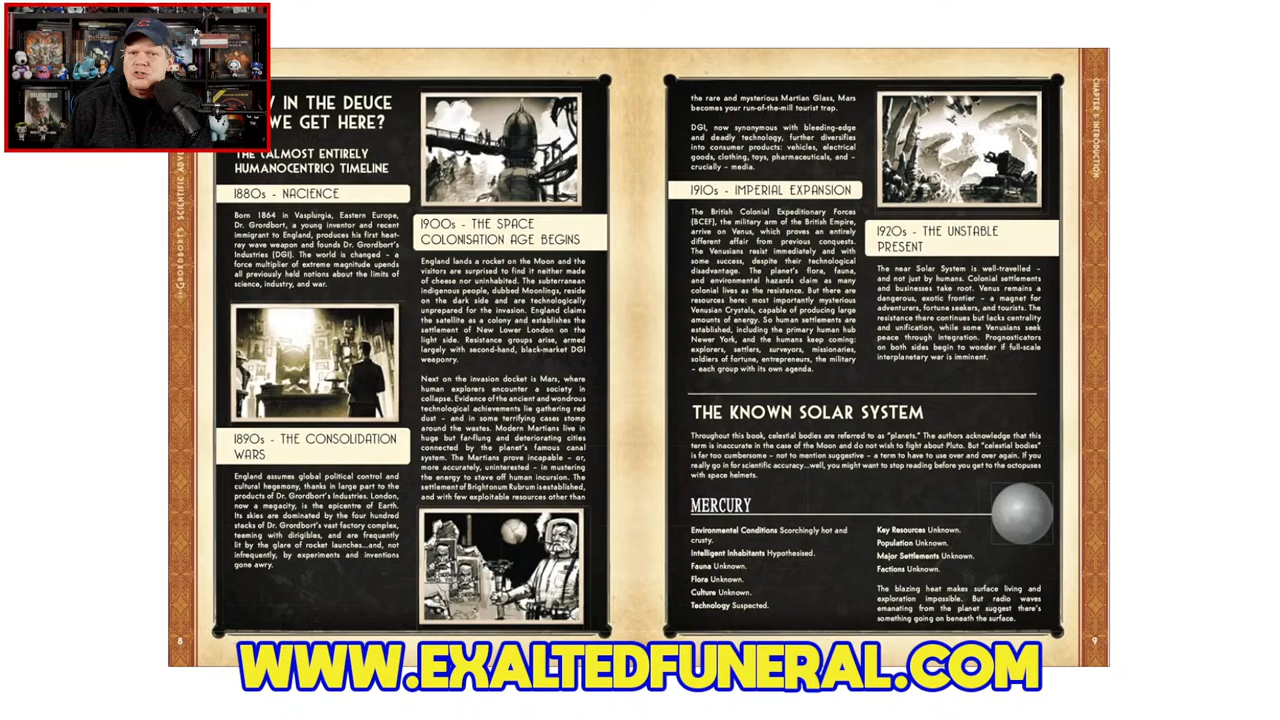 W IN THE DEUCE
WE GET HERE?
THE (ALMOST ENTIRELY
HUMANOCENTRIC) TIMELINE
1880s - NACIENCE
Born 1864 in Vasplurgia, Eastern Europe,
Dr. Grordbort, a young inventor and recent
immigrant to England, produces his first heat-
ray wave weapon and founds Dr. Grordbort's
Industries (DGI). The world is changed – a
force multiplier of extreme magnitude upends
all previously held notions about the limits of
science, industry, and war.
1890s - THE CONSOLIDATION
WARS
England assumes global political control and
cultural hegemony, thanks in large part to the
products of Dr. Grordbort's Industries. London,
now a megacity, is the epicentre of Earth.
Its skies are dominated by the four hundred
stacks of Dr. Grordbort's vast factory complex,
teeming with dirigibles, and are frequently
lit by the glare of rocket launches...and, not
infrequently, by experiments and inventions
gone awry.
1900s - THE SPACE
COLONISATION AGE BEGINS
England lands a rocket on the Moon and the
visitors are surprised to find it neither made
of cheese nor uninhabited. The subterranean
indigenous people, dubbed Moonlings, reside
on the dark side and are technologically
unprepared for the invasion. England claims
the satellite as a colony and establishes the
settlement of New Lower London on the
light side. Resistance groups arise, armed
largely with second-hand, black-market DGI
weaponry.
Next on the invasion docket is Mars, where
human explorers encounter a society in
collapse. Evidence of the ancient and wondrous
technological achievements lie gathering red
dust – and in some terrifying cases stomp
around the wastes. Modern Martians live in
huge but far-flung and deteriorating cities
connected by the planet's famous canal
system. The Martians prove incapable – or,
more accurately, uninterested – in mustering
the energy to stave off human incursion. The
settlement of Brightonum Rubrum is established,
and with few exploitable resources other than
8
the rare and mysterious Martian Glass, Mars
becomes your run-of-the-mill tourist trap.
DGI, now synonymous with bleeding-edge
and deadly technology, further diversifies
into consumer products: vehicles, electrical
goods, clothing, toys, pharmaceuticals, and –
crucially – media.
1910s - IMPERIAL EXPANSION
The British Colonial Expeditionary Forces
(BCEF), the military arm of the British Empire,
arrive on Venus, which proves an entirely
different affair from previous conquests.
The Venusians resist immediately and with
some success, despite their technological
disadvantage. The planet's flora, fauna,
and environmental hazards claim as many
colonial lives as the resistance. But there are
resources here: most importantly mysterious
Venusian Crystals, capable of producing large
amounts of energy. So human settlements are
established, including the primary human hub
Newer York, and the humans keep coming:
explorers, settlers, surveyors, missionaries,
soldiers of fortune, entrepreneurs, the military
– each group with its own agenda.
1920s - THE UNSTABLE
PRESENT
The near Solar System is well-travelled –
and not just by humans. Colonial settlements
and businesses take root. Venus remains a
dangerous, exotic frontier – a magnet for
adventurers, fortune seekers, and tourists. The
resistance there continues but lacks centrality
and unification, while some Venusians seek
peace through integration. Prognosticators
on both sides begin to wonder if full-scale
interplanetary war is imminent.
THE KNOWN SOLAR SYSTEM
Throughout this book, celestial bodies are referred to as "planets." The authors acknowledge that this
term is inaccurate in the case of the Moon and do not wish to fight about Pluto. But "celestial bodies"
is far too cumbersome – not to mention suggestive – a term to have to use over and over again. If you
really go in for scientific accuracy...well, you might want to stop reading before you get to the octopuses
with space helmets.
MERCURY
Environmental Conditions Scorchingly hot and
crusty.
Intelligent Inhabitants Hypothesised.
Fauna Unknown.
Flora Unknown.
Culture Unknown.
Technology Suspected.
Key Resources Unknown.
Population Unknown.
Major Settlements Unknown.
Factions Unknown.
The blazing heat makes surface living and
exploration impossible. But radio waves
emanating from the planet suggest there's
something going on beneath the surface.
CHAPTER 1: INTRODUCTION
9
WWW.EXALTEDFUNERAL.COM